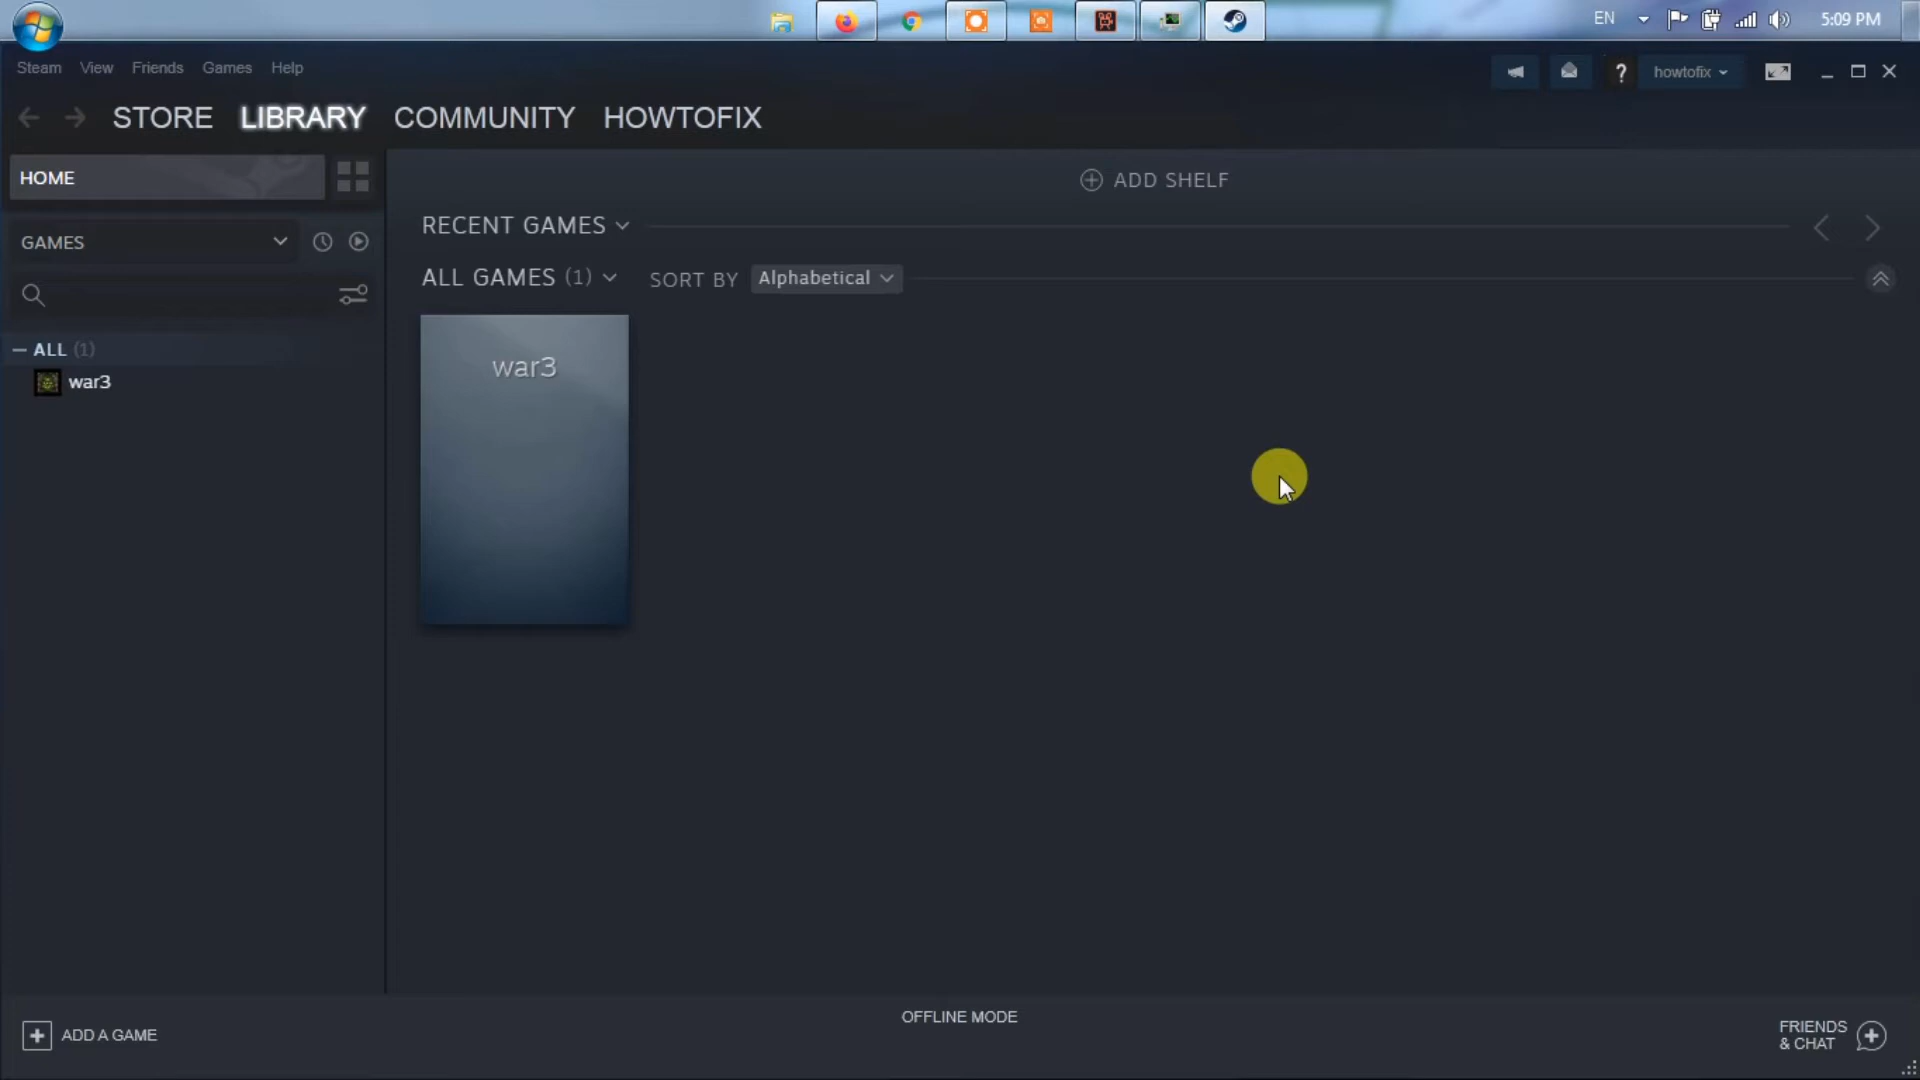 EN
5:09 PM
Steam View Friends Games Help
howtofix
STORE LIBRARY COMMUNITY HOWTOFIX
HOME
ADD SHELF
RECENT GAMES
GAMES
ALL GAMES (1) SORT BY Alphabetical
ALL (1)
war3
war3
OFFLINE MODE
ADD A GAME
FRIENDS
& CHAT